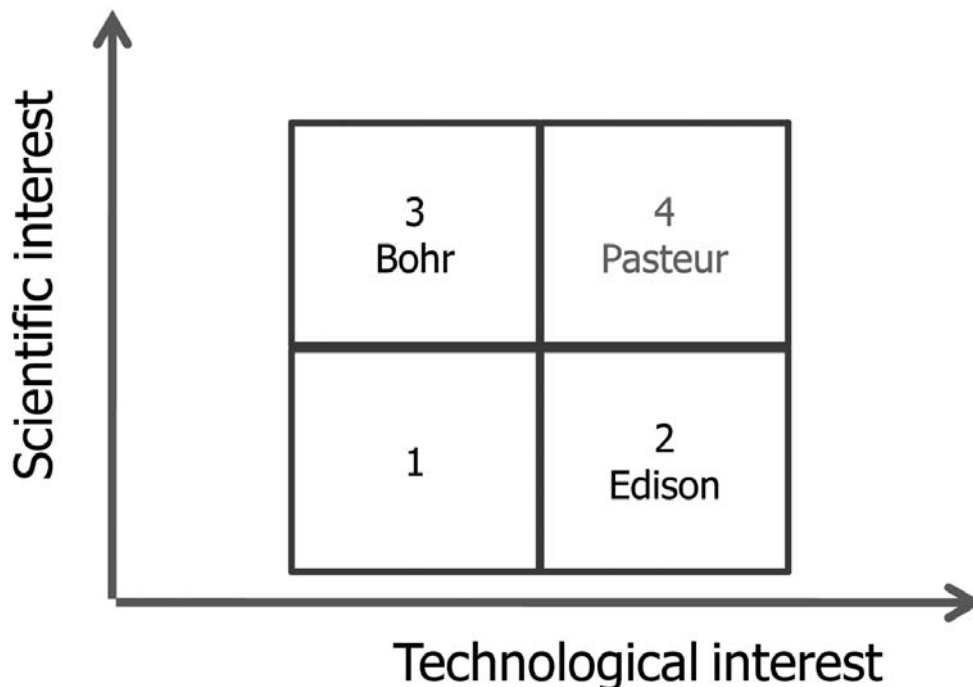 Scientific interest
3
Bohr
4
Pasteur
1
2
Edison
Technological interest